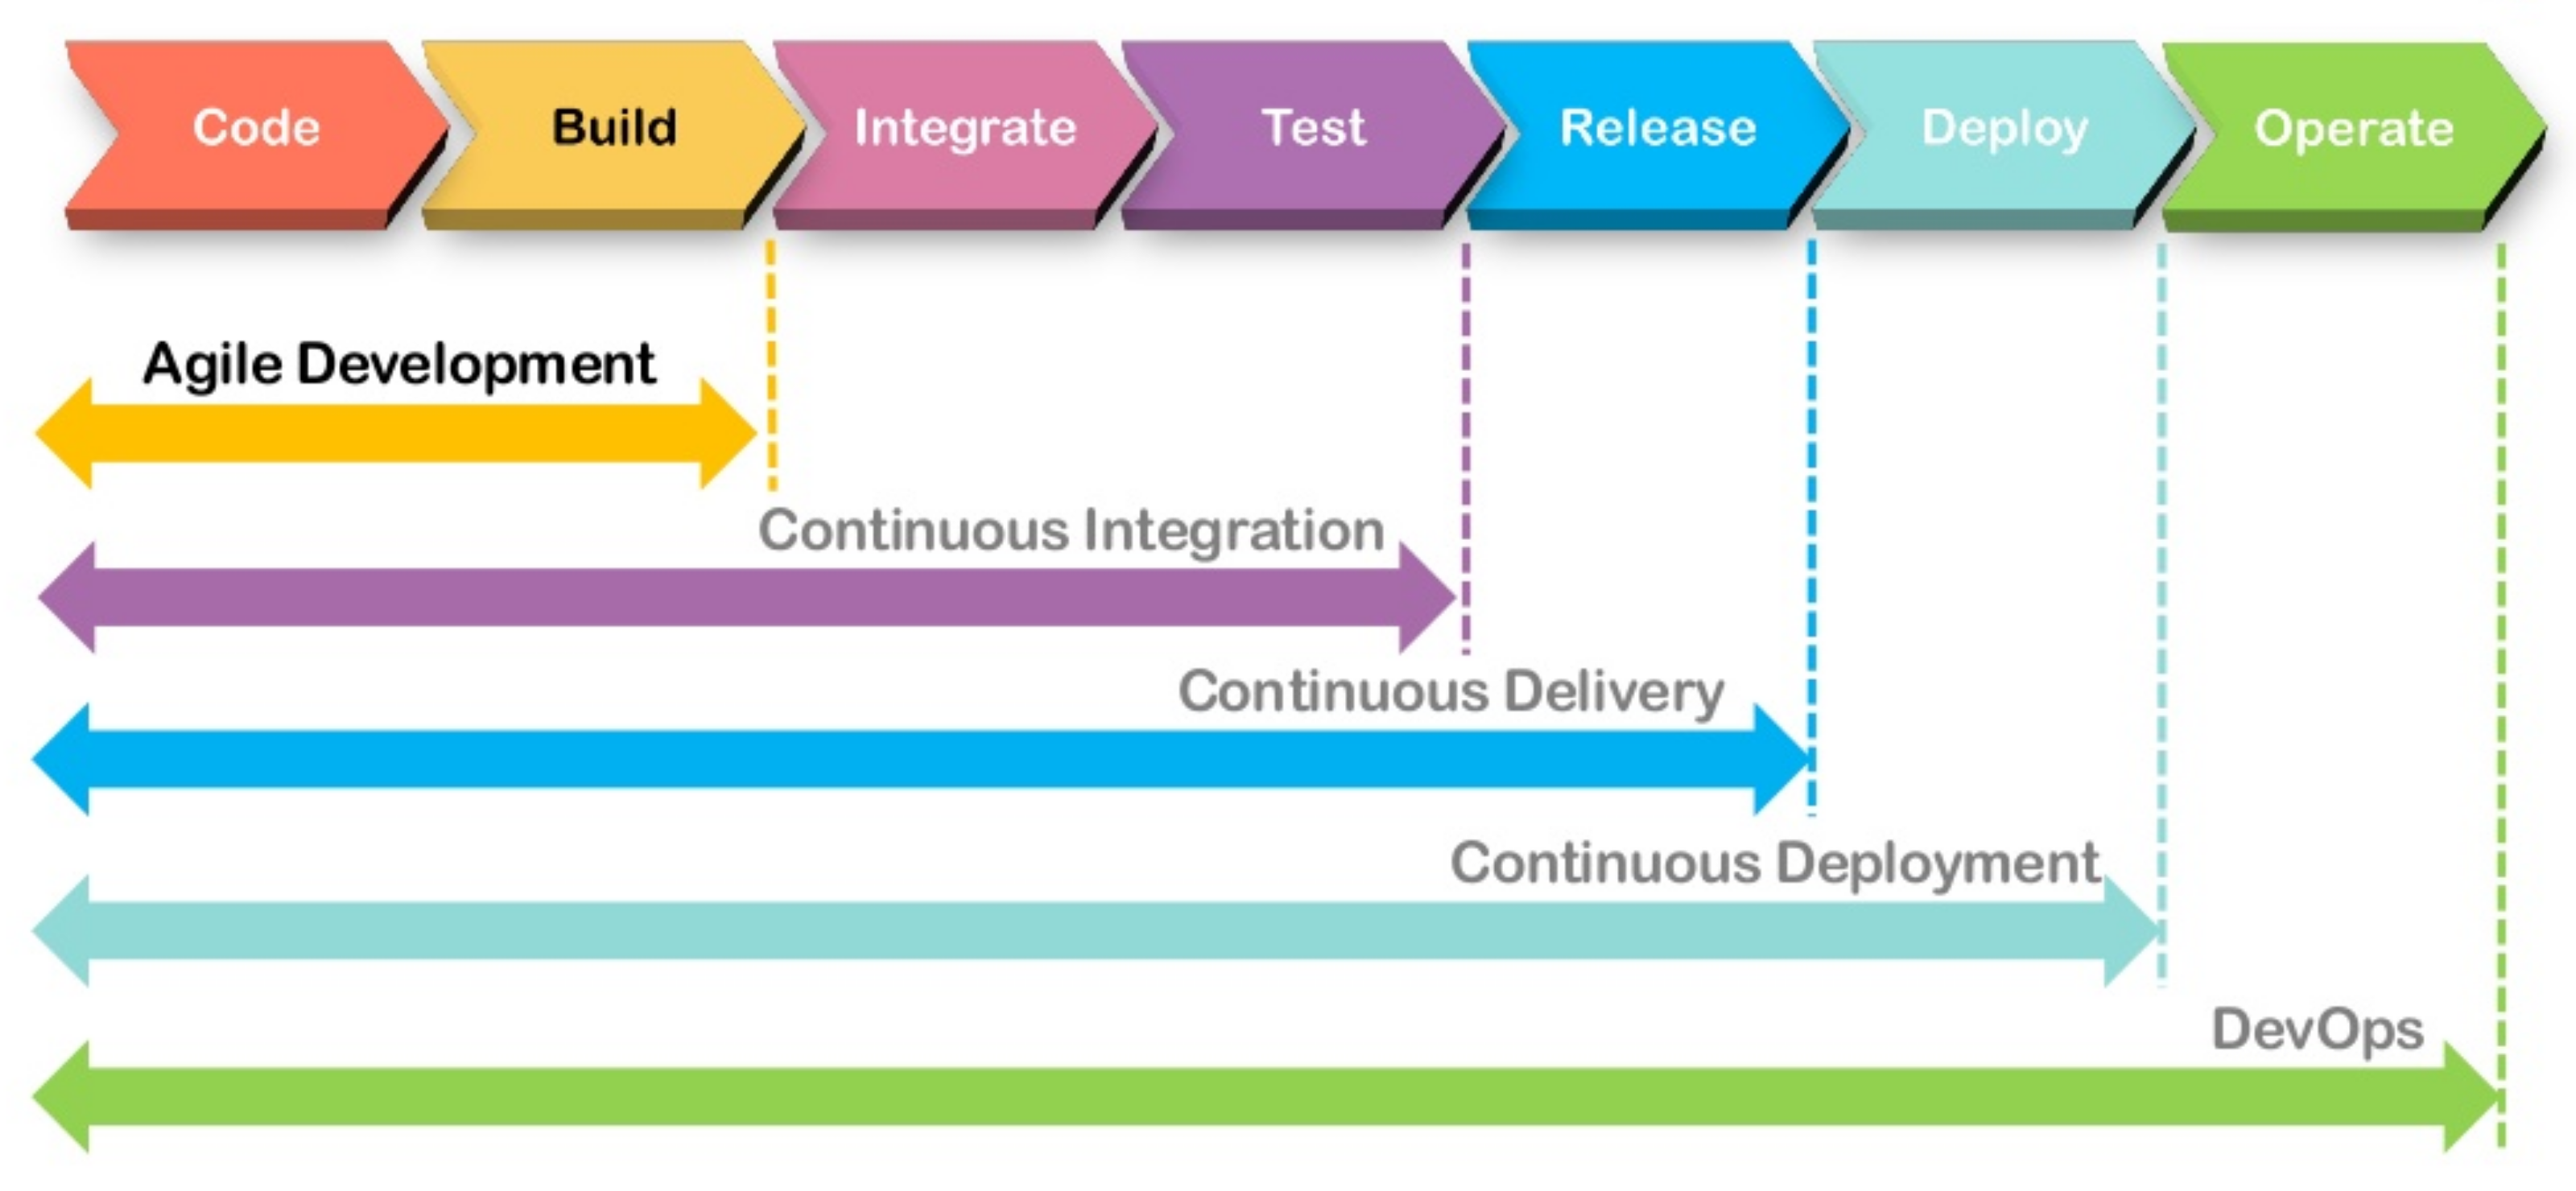 Code
Build
Integrate
Test
Release
Deploy
Operate
Agile Development
Continuous Integration
Continuous Delivery
Continuous Deployment
DevOps